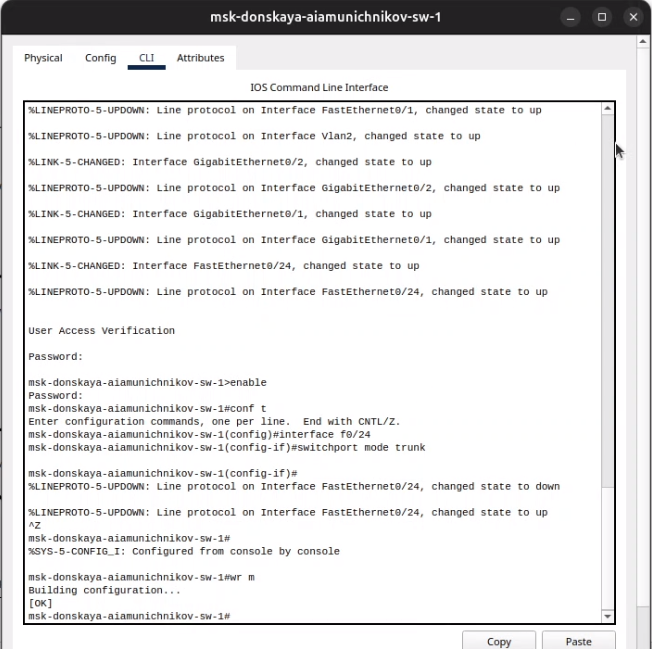 msk-donskaya-aiamunichnikov-sw-1
Physical Config CLI Attributes
IOS Command Line Interface
%LINEPROTO-5-UPDOWN: Line protocol on Interface FastEthernet0/1, changed state to up
%LINEPROTO-5-UPDOWN: Line protocol on Interface Vlan2, changed state to up
%LINK-5-CHANGED: Interface GigabitEthernet0/2, changed state to up
%LINEPROTO-5-UPDOWN: Line protocol on Interface GigabitEthernet0/2, changed state to up
%LINK-5-CHANGED: Interface GigabitEthernet0/1, changed state to up
%LINEPROTO-5-UPDOWN: Line protocol on Interface GigabitEthernet0/1, changed state to up
%LINK-5-CHANGED: Interface FastEthernet0/24, changed state to up
%LINEPROTO-5-UPDOWN: Line protocol on Interface FastEthernet0/24, changed state to up
User Access Verification
Password:
msk-donskaya-aiamunichnikov-sw-1>enable
Password:
msk-donskaya-aiamunichnikov-sw-1#conf t
Enter configuration commands, one per line.  End with CNTL/Z.
msk-donskaya-aiamunichnikov-sw-1(config)#interface f0/24
msk-donskaya-aiamunichnikov-sw-1(config-if)#switchport mode trunk
msk-donskaya-aiamunichnikov-sw-1(config-if)#
%LINEPROTO-5-UPDOWN: Line protocol on Interface FastEthernet0/24, changed state to down
%LINEPROTO-5-UPDOWN: Line protocol on Interface FastEthernet0/24, changed state to up
^Z
msk-donskaya-aiamunichnikov-sw-1#
%SYS-5-CONFIG_I: Configured from console by console
msk-donskaya-aiamunichnikov-sw-1#wr m
Building configuration...
[OK]
msk-donskaya-aiamunichnikov-sw-1#
Copy Paste